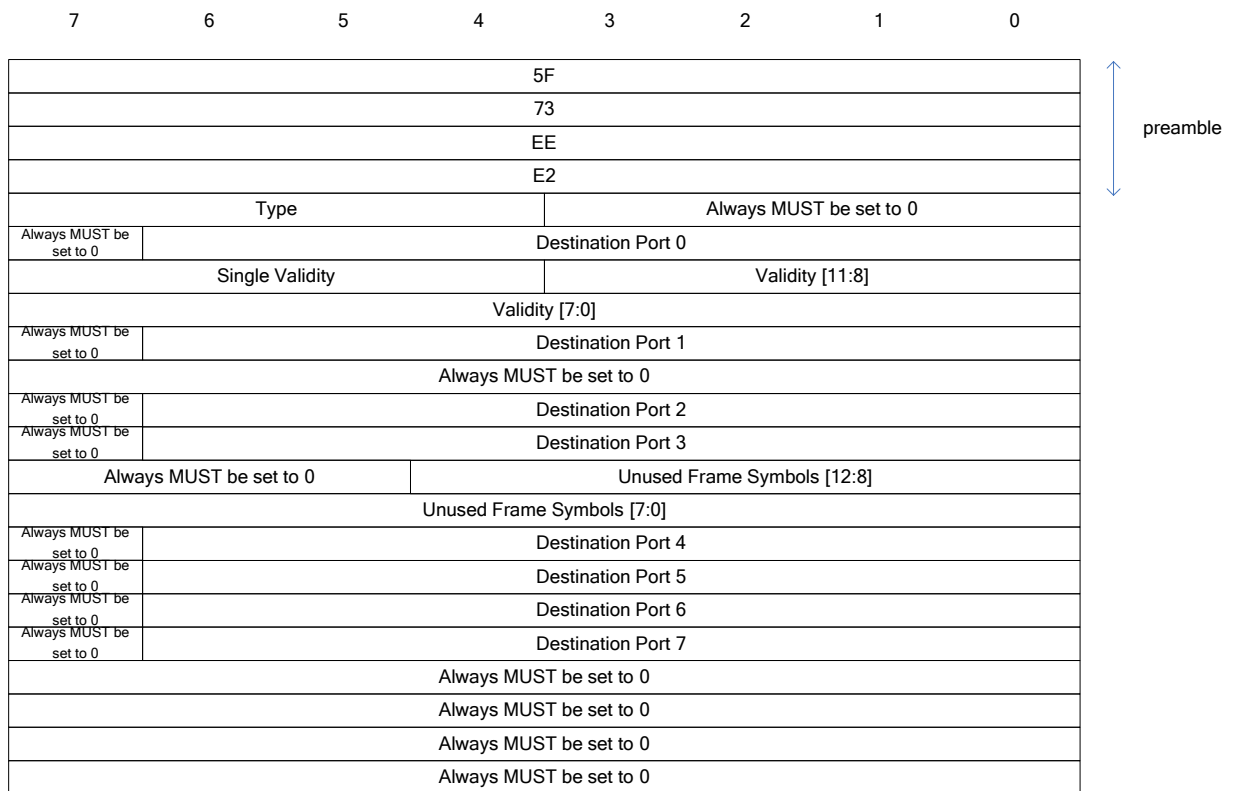 7 6 5 4 3 2 1 0
5F
73
preamble
EE
E2
Type Always MUST be set to 0
Always MUST be
set to 0
Destination Port 0
Single Validity Validity [11:8]
Validity [7:0]
Always MUST be
set to 0
Destination Port 1
Always MUST be set to 0
Always MUST be
set to 0
Destination Port 2
Always MUST be
set to 0
Destination Port 3
Always MUST be set to 0 Unused Frame Symbols [12:8]
Unused Frame Symbols [7:0]
Always MUST be
set to 0
Destination Port 4
Always MUST be
set to 0
Destination Port 5
Always MUST be
set to 0
Destination Port 6
Always MUST be
set to 0
Destination Port 7
Always MUST be set to 0
Always MUST be set to 0
Always MUST be set to 0
Always MUST be set to 0